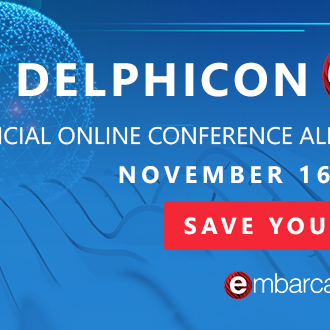 DELPHICON
ICIAL ONLINE CONFERENCE AL
NOVEMBER 16
SAVE YOU
embarca